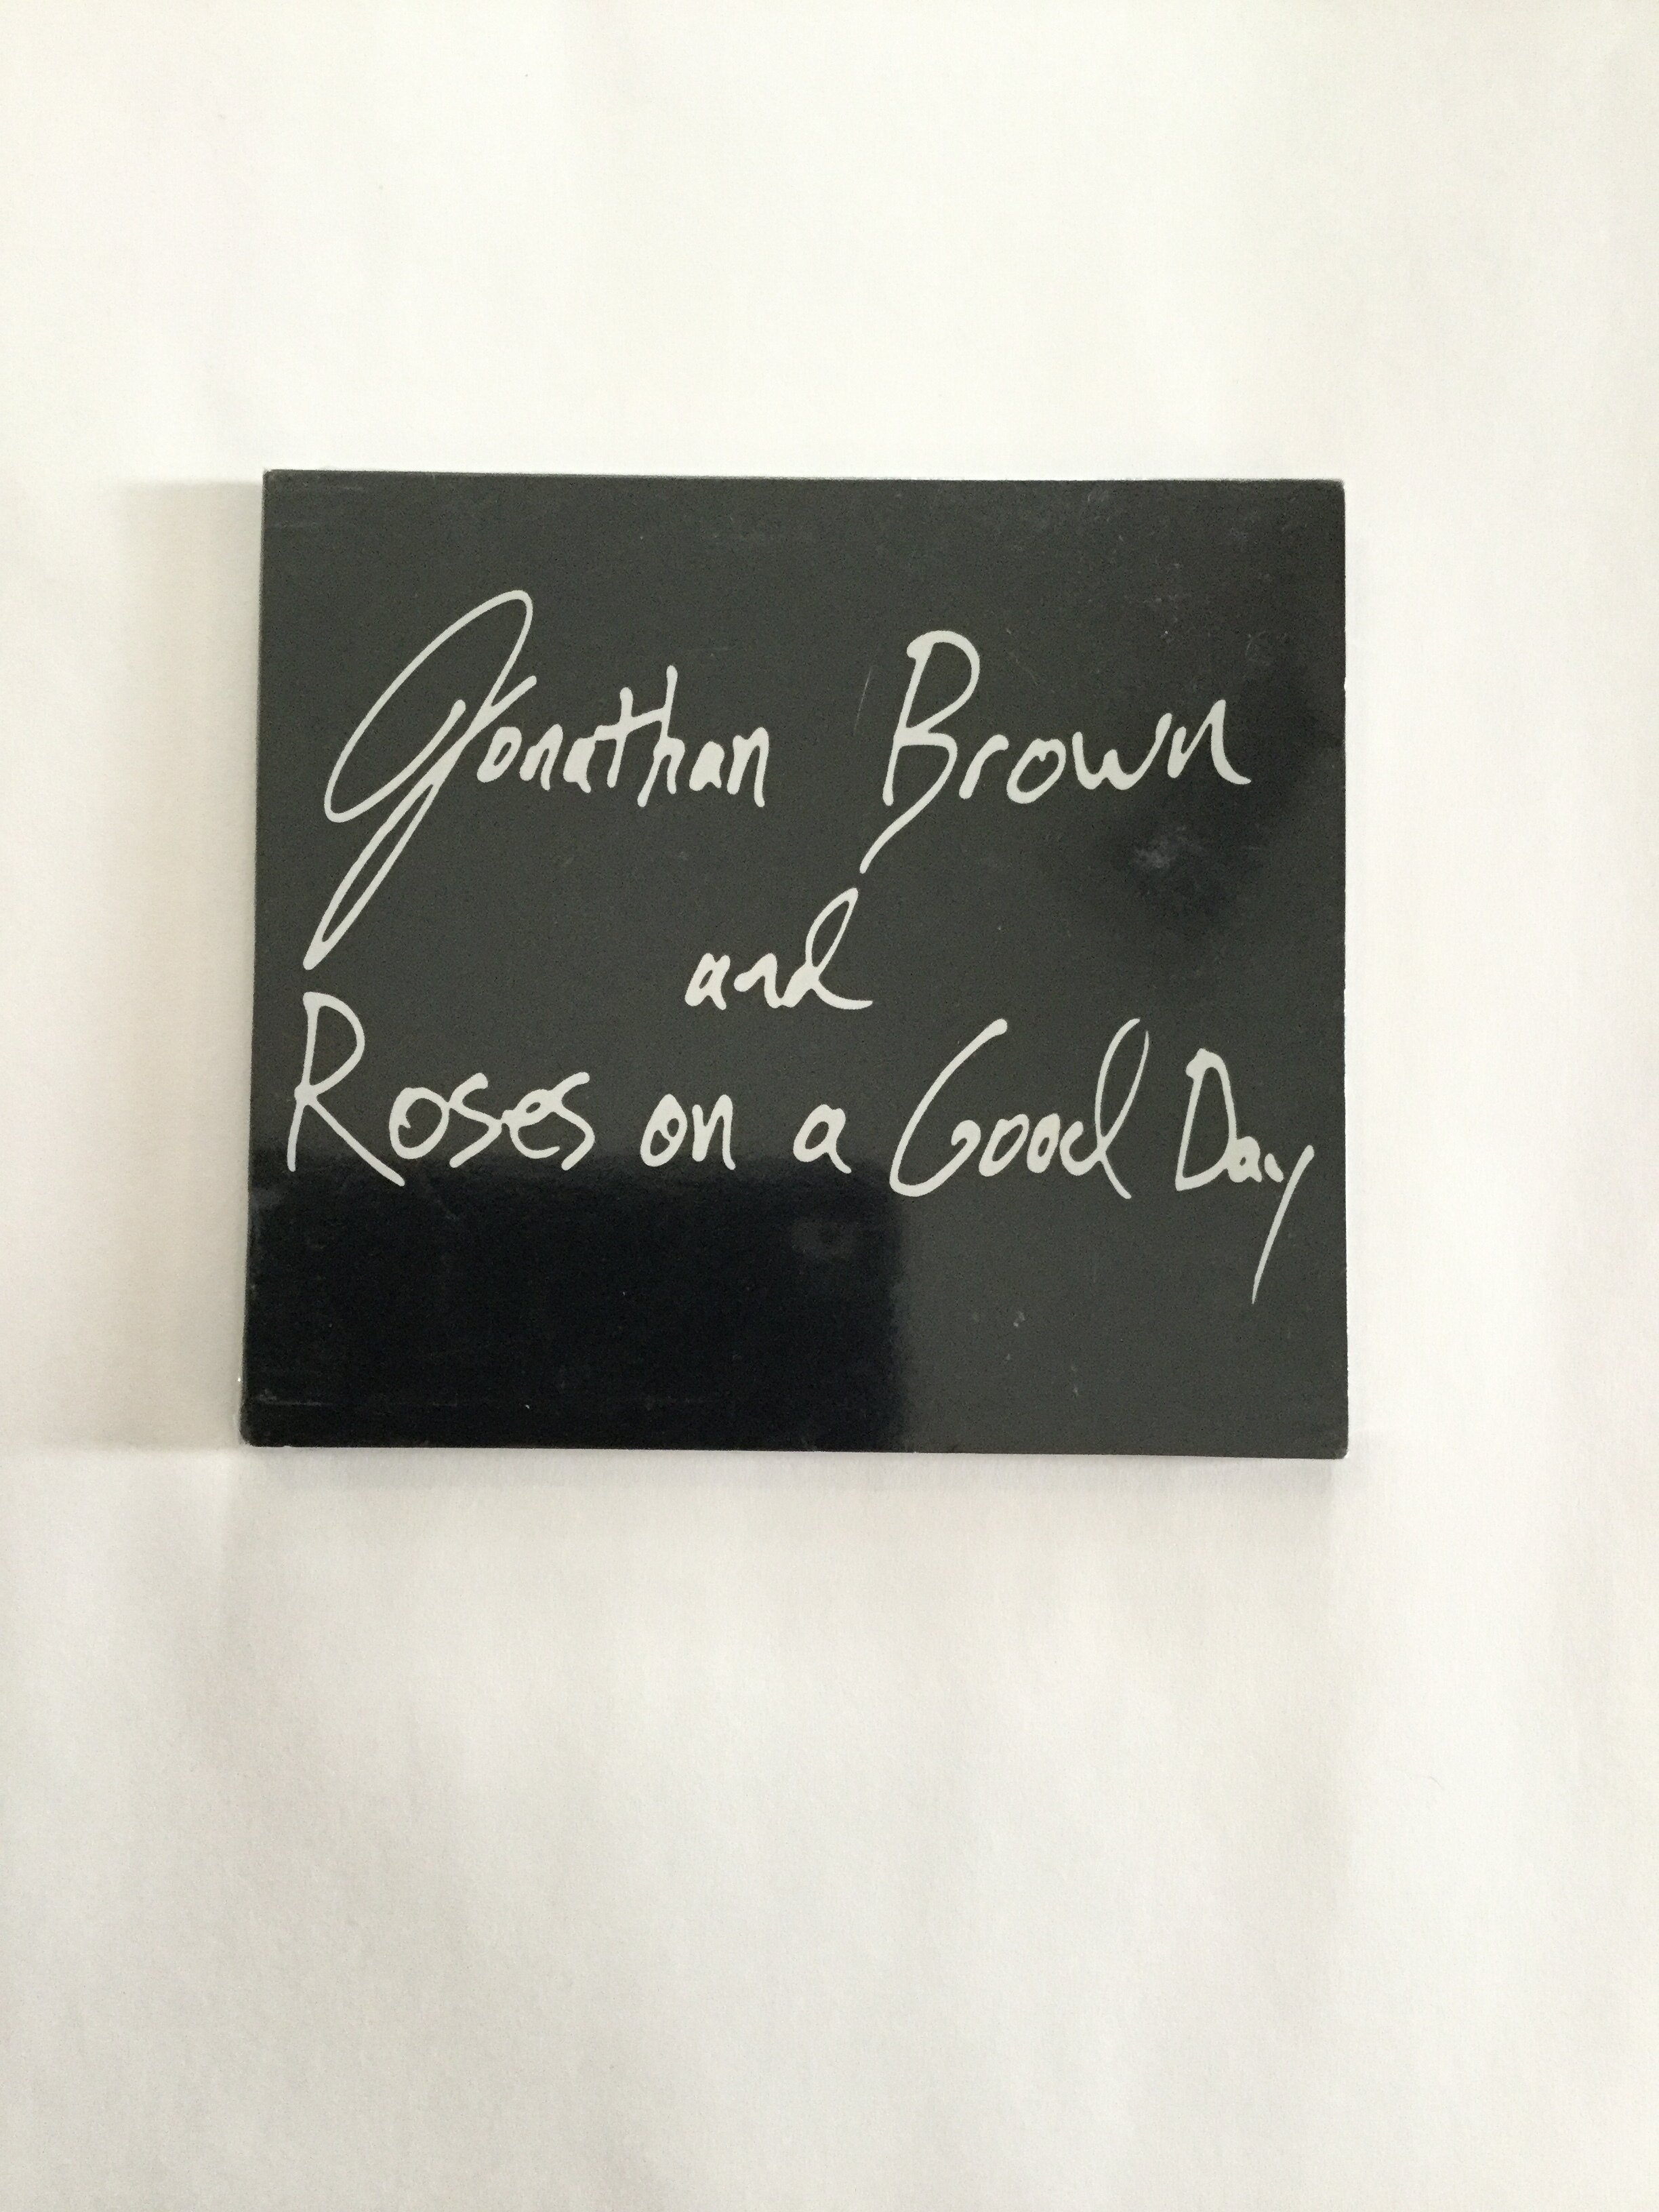 Jonathan Brown
and
Roses on a Good Day